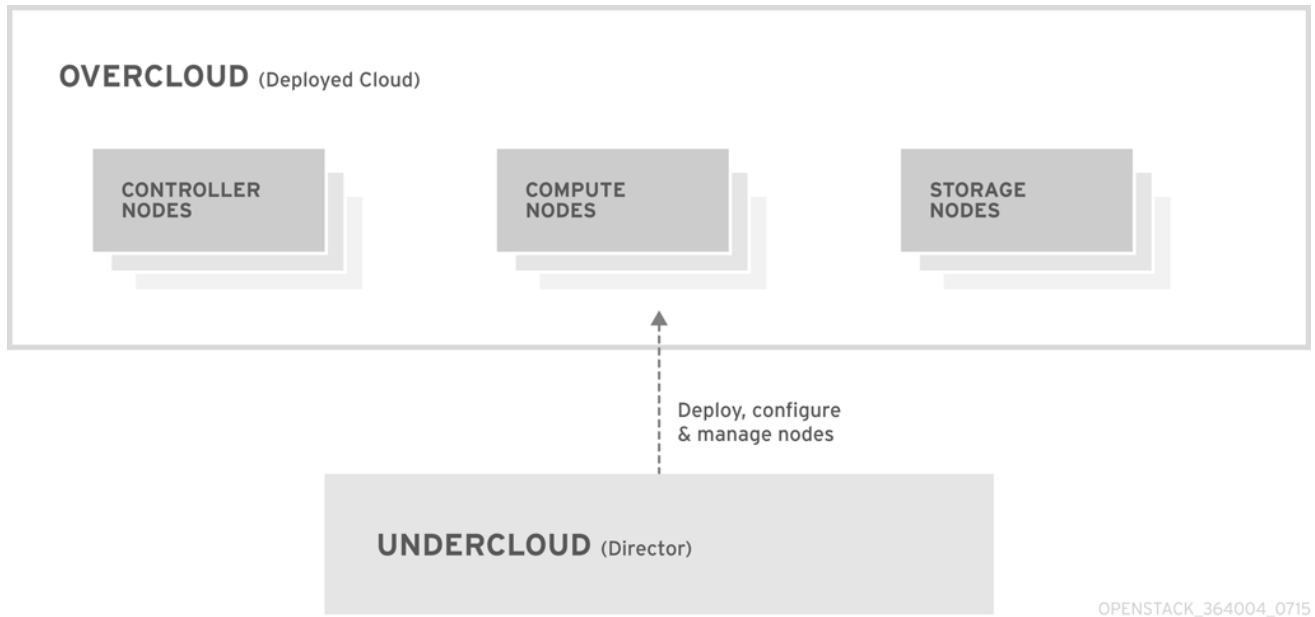 OVERCLOUD (Deployed Cloud)
CONTROLLER
NODES
COMPUTE
NODES
STORAGE
NODES
Deploy, configure
& manage nodes
UNDERCLOUD (Director)
OPENSTACK_364004_0715